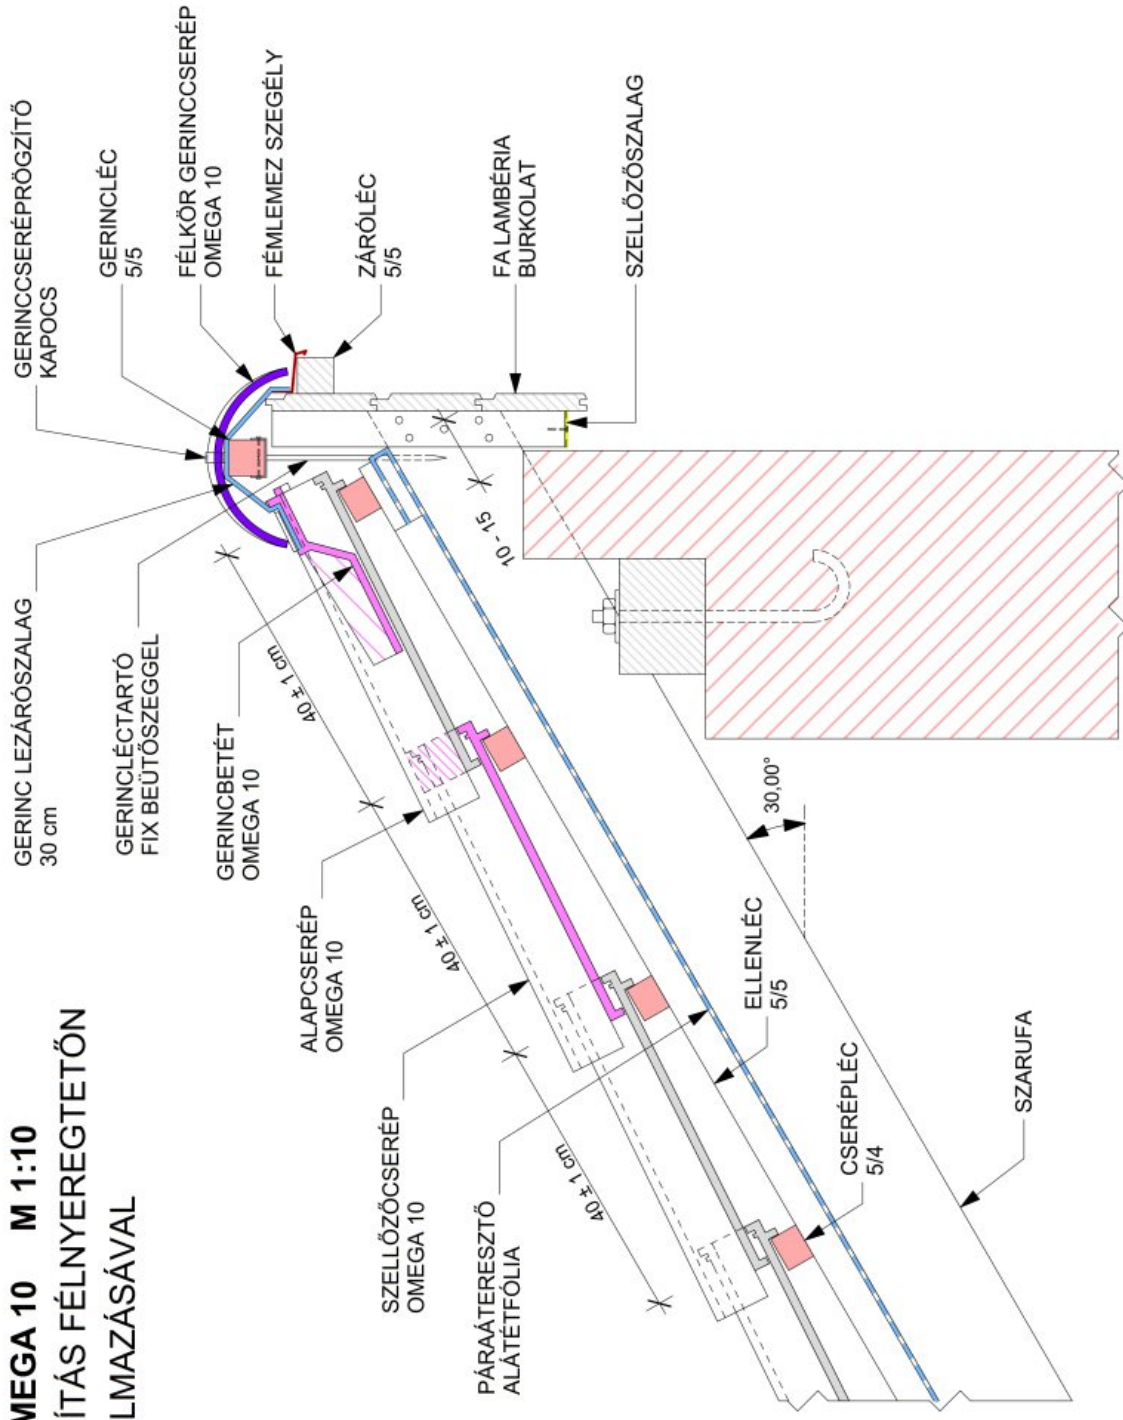 MEGA 10 M 1:10
ÍTÁS FÉLNYEREGTETŐN
LMAZÁSÁVAL
GERINC LEZÁRÓSZALAG
30 cm
GERINCLÉCTARTÓ
FIX BEÜTŐSZEGGEL
GERINCBETÉT
OMEGA 10
ALAPCSERÉP
OMEGA 10
SZELLŐZŐCSERÉP
OMEGA 10
PÁRAÁTERESZTŐ
ALÁTÉTFÓLIA
GERINCCSERÉPRÖGZÍTŐ
KAPOCS
GERINCLÉC
5/5
FÉLKÖR GERINCCSERÉP
OMEGA 10
FÉMLEMEZ SZEGÉLY
ZÁRÓLÉC
5/5
FA LAMBÉRIA
BURKOLAT
SZELLŐZŐSZALAG
40 ± 1 cm
40 ± 1 cm
40 ± 1 cm
10 - 15
30,00°
ELLENLÉC
5/5
CSERÉPLÉC
5/4
SZARUFA